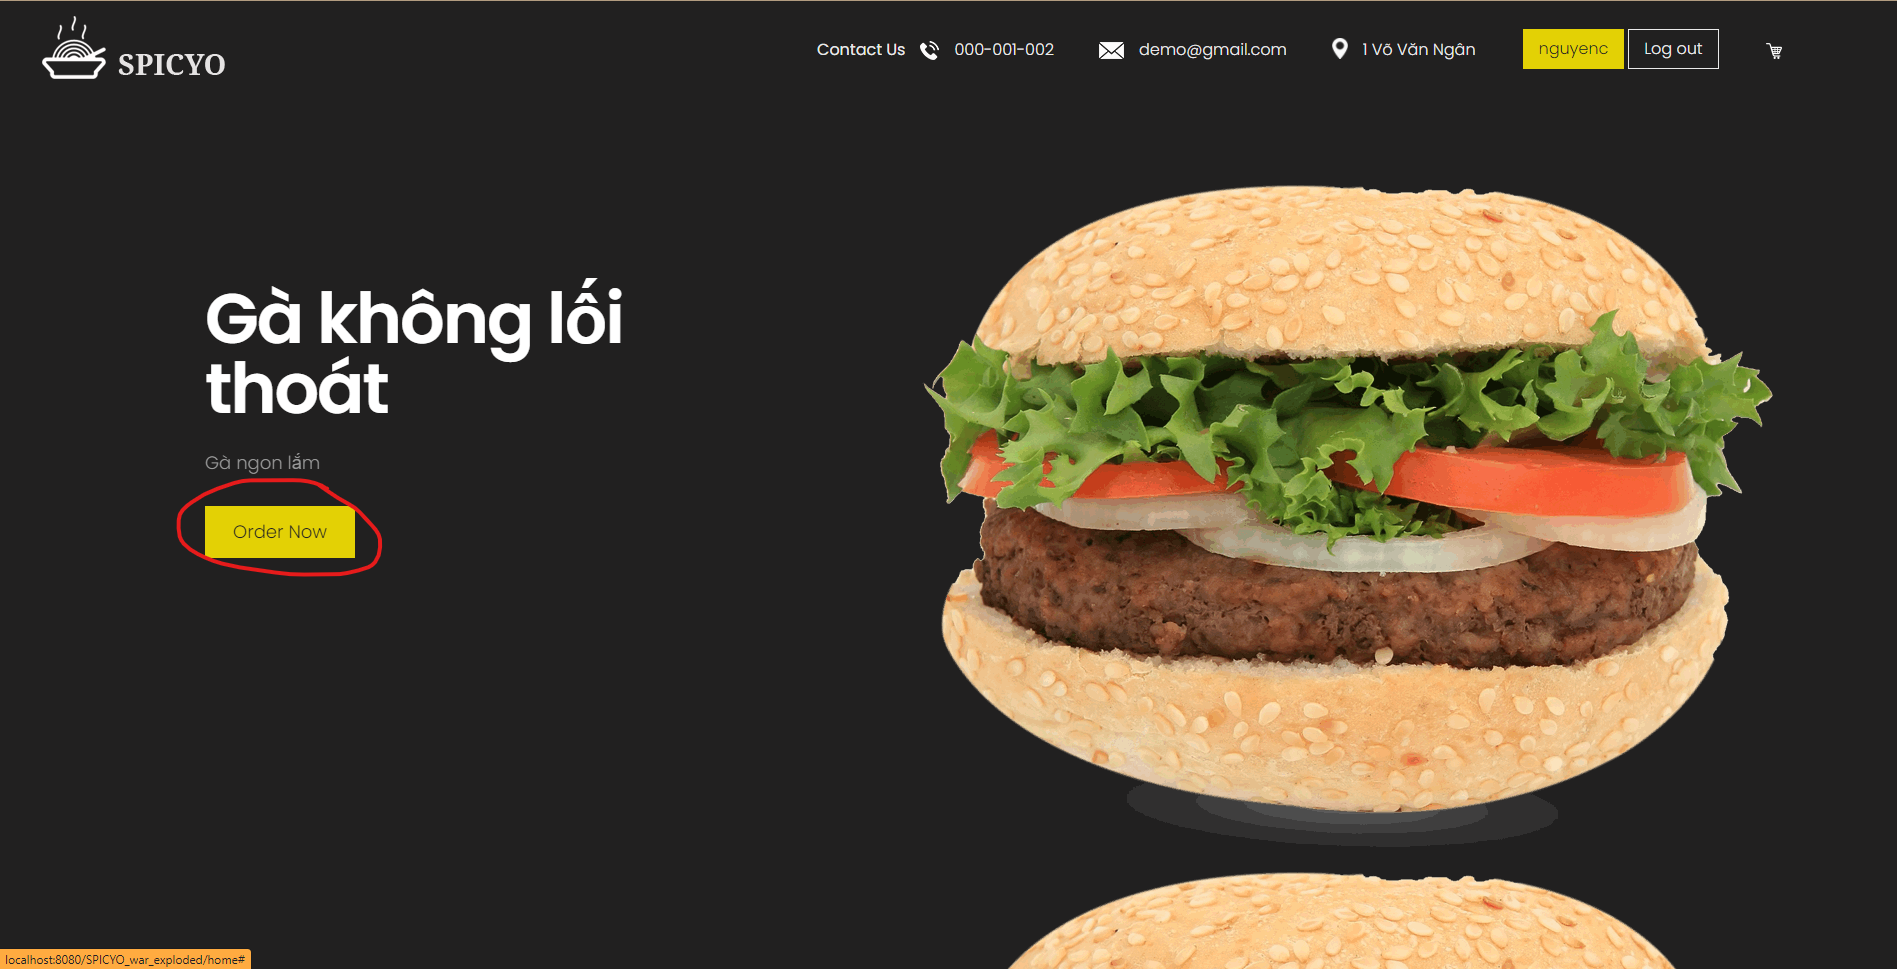 SPICYO
Contact Us 000-001-002 demo@gmail.com 1 Võ Văn Ngân nguyenc Log out
Gà không lối
thoát
Gà ngon lắm
Order Now
localhost:8080/SPICYO_war_exploded/home#